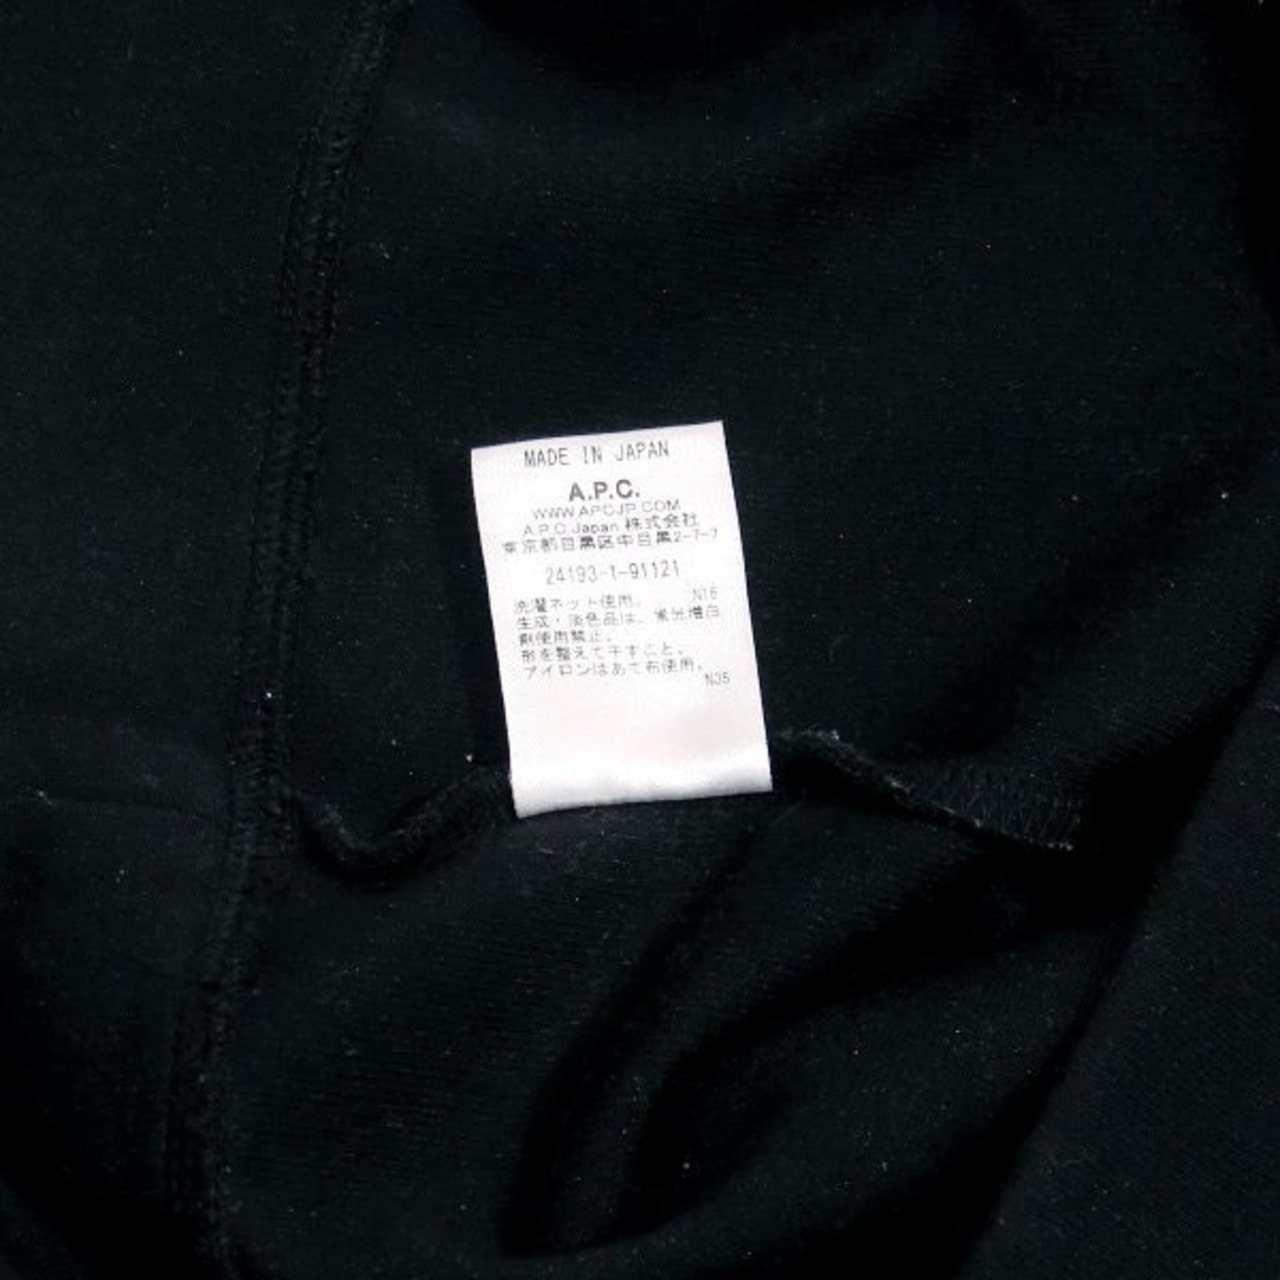 MADE IN JAPAN
A.P.C.
WWW.APCJP.COM
A.P.C.Japan 株式会社
東京都目黒区中目黒2-7-7
24193-1-91121
洗濯ネット使用。 N16
生成・淡色品は、蛍光増白
剤使用禁止。
形を整えて干すこと。
アイロンはあて布使用。
N35